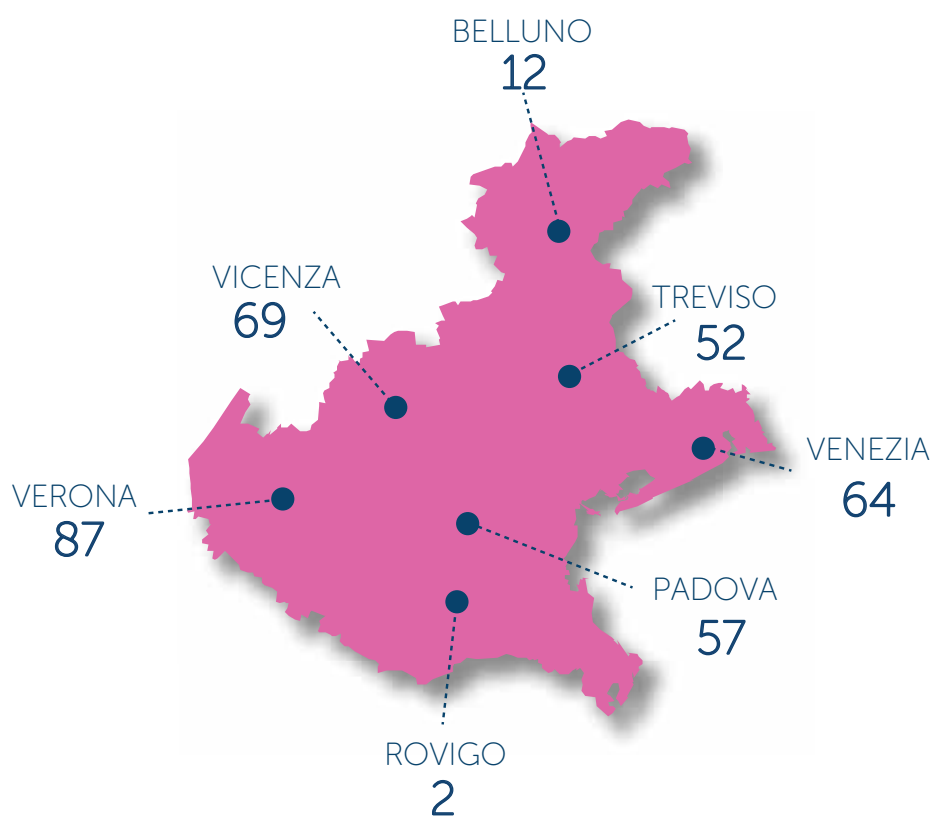 BELLUNO
12
VICENZA
69
TREVISO
52
VENEZIA
64
VERONA
87
PADOVA
57
ROVIGO
2